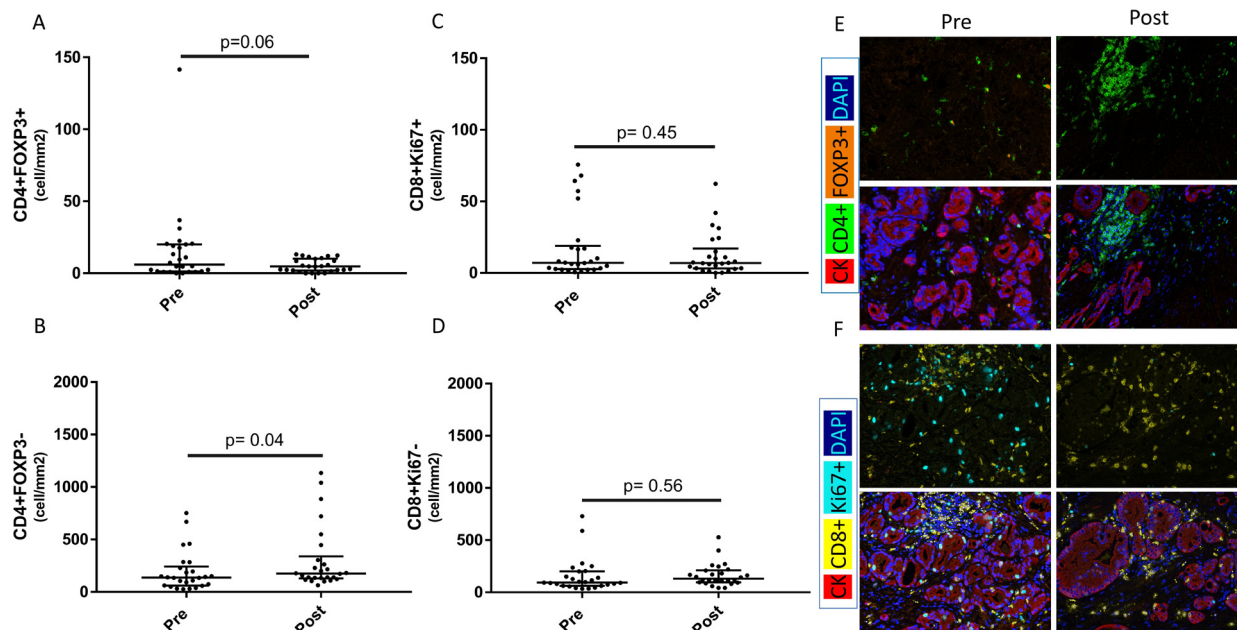 A
p=0.06
150
100
50
0
CD4+FOXP3+
(cell/mm2)
Pre
Post
C
150
100
50
0
CD8+Ki67+
(cell/mm2)
p= 0.45
Pre
Post
E
Pre
Post
CK CD4+ FOXP3+ DAPI
B
2000
1500
1000
500
0
CD4+FOXP3-
(cell/mm2)
p= 0.04
Pre
Post
D
2000
1500
1000
500
0
CD8+Ki67-
(cell/mm2)
p= 0.56
Pre
Post
F
CK CD8+ Ki67+ DAPI